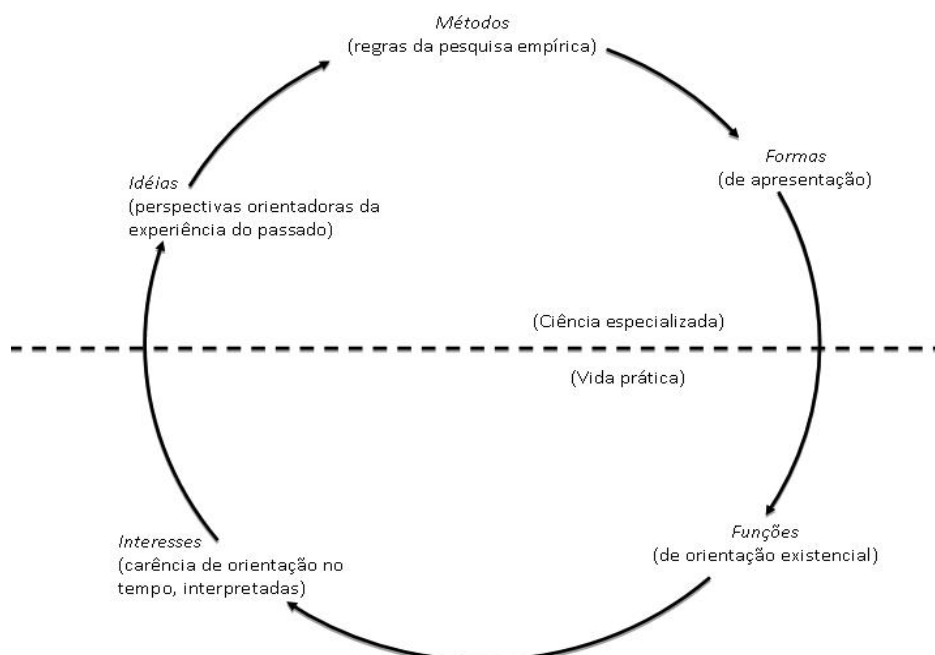 Métodos
(regras da pesquisa empírica)
Formas
(de apresentação)
Idéias
(perspectivas orientadoras da
experiência do passado)
(Ciência especializada)
(Vida prática)
Funções
(de orientação existencial)
Interesses
(carência de orientação no
tempo, interpretadas)